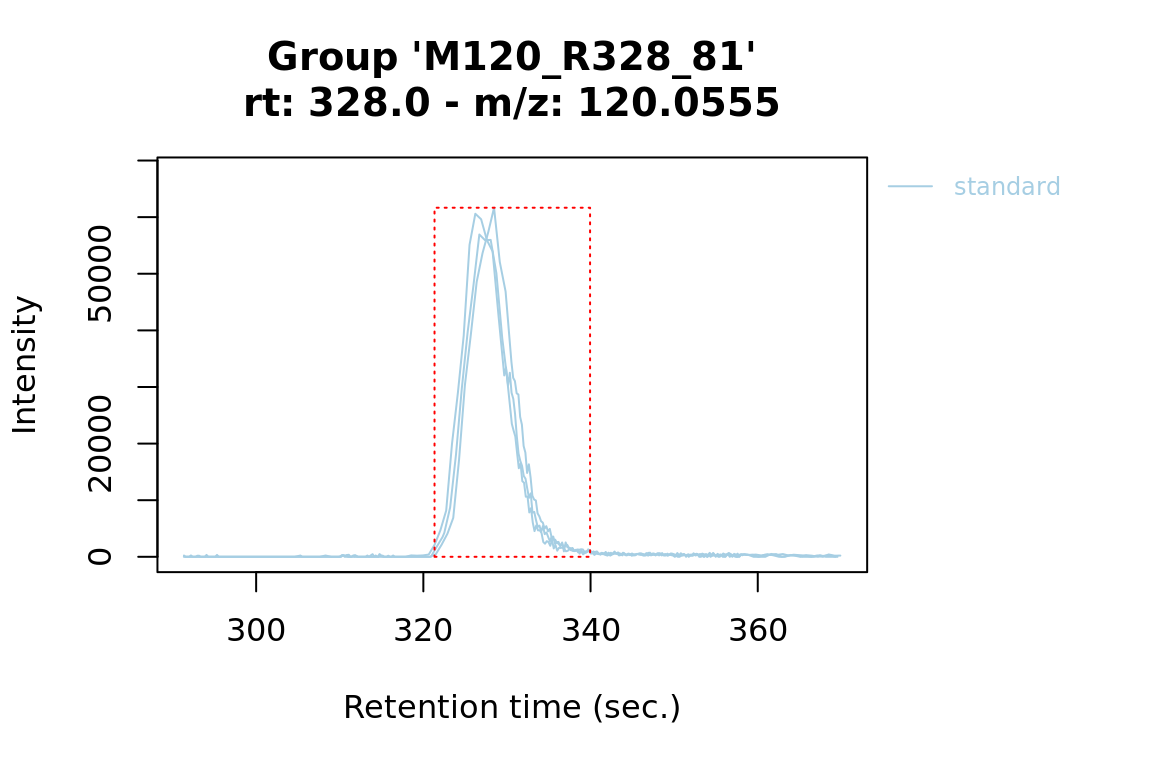 Group 'M120_R328_81'
rt: 328.0 - m/z: 120.0555
standard
Intensity
50000
20000
0
300 320 340 360
Retention time (sec.)